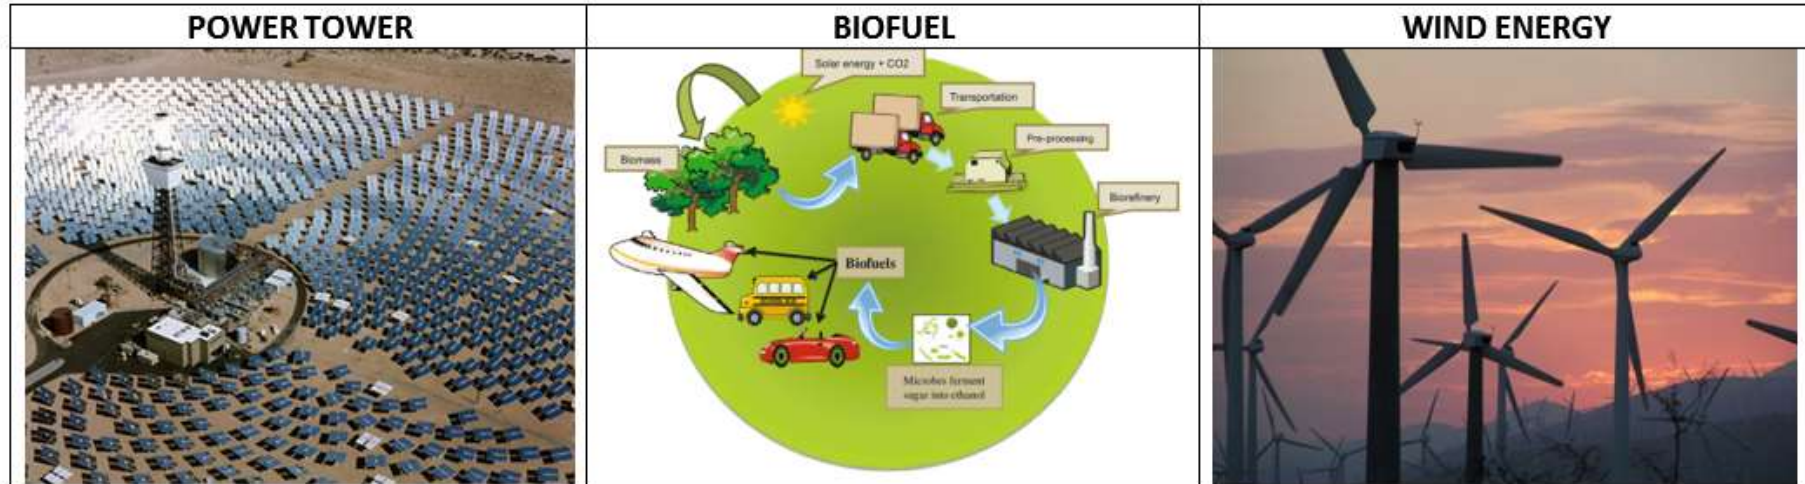 POWER TOWER
BIOFUEL
WIND ENERGY
Solar energy + CO2
Transportation
Pre-processing
Biomass
Biorefinery
Biofuels
Microbes ferment
sugar into ethanol